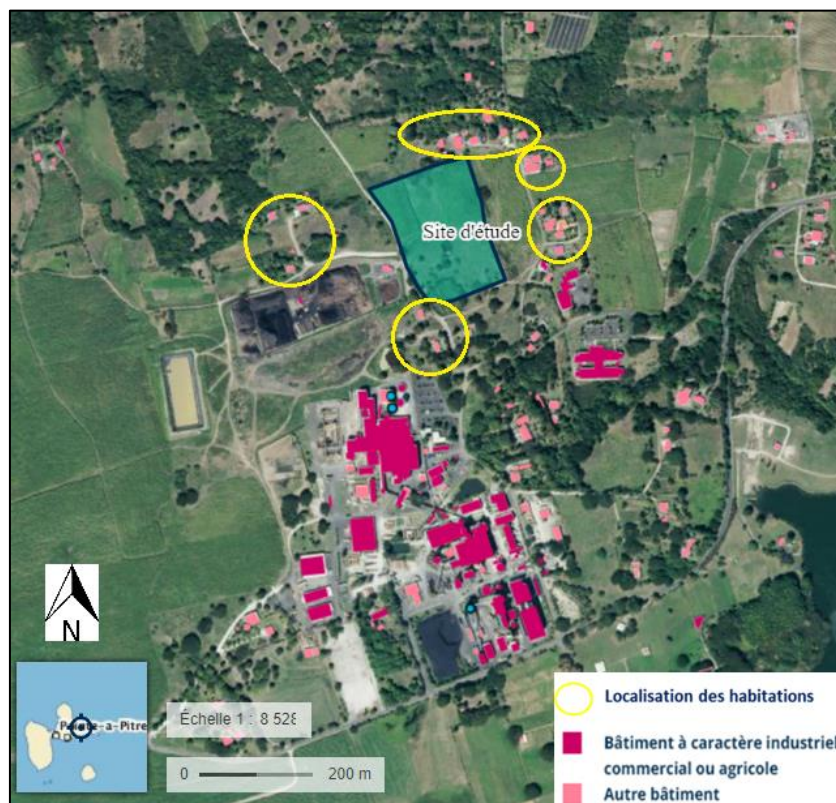 Site d'étude
N
Pointe-à-Pitre
Échelle 1 : 8 528
0 200 m
Localisation des habitations
Bâtiment à caractère industriel
commercial ou agricole
Autre bâtiment